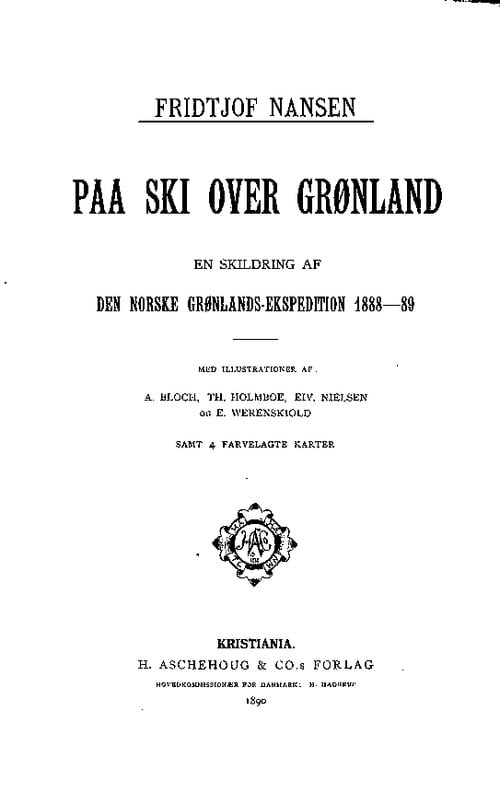 FRIDTJOF NANSEN
PAA SKI OVER GRØNLAND
EN SKILDRING AF
DEN NORSKE GRØNLANDS-EKSPEDITION 1888—89
MED ILLUSTRATIONER AF
A. BLOCH, TH. HOLMBOE, EIV. NIELSEN
OG E. WERENSKIOLD
SAMT 4 FARVELAGTE KARTER
KRISTIANIA.
H. ASCHEHOUG & CO.s FORLAG
HOVEDKOMMISSIONÆR FOR DANMARK: H. HAGERUP
1890